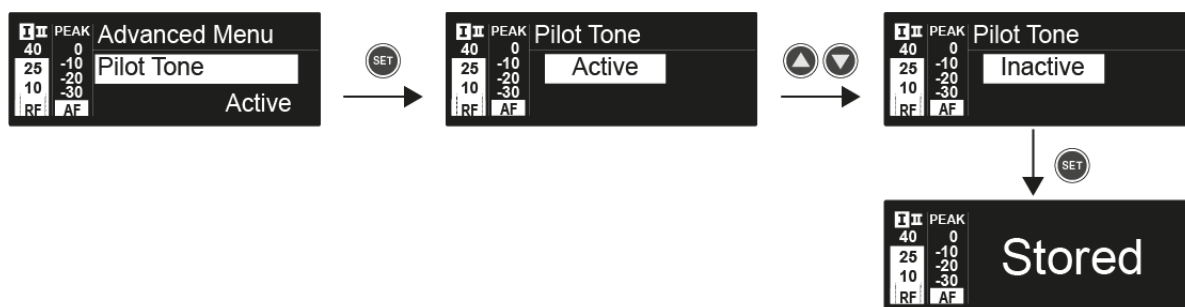 I II PEAK Advanced Menu
40 0
25 -10 Pilot Tone
-20
10 -30
RF AF Active
SET
I II PEAK Pilot Tone
40 0
25 -10 Active
-20
10 -30
RF AF
I II PEAK Pilot Tone
40 0
25 -10 Inactive
-20
10 -30
RF AF
SET
I II PEAK
40 0
25 -10 Stored
-20
10 -30
RF AF